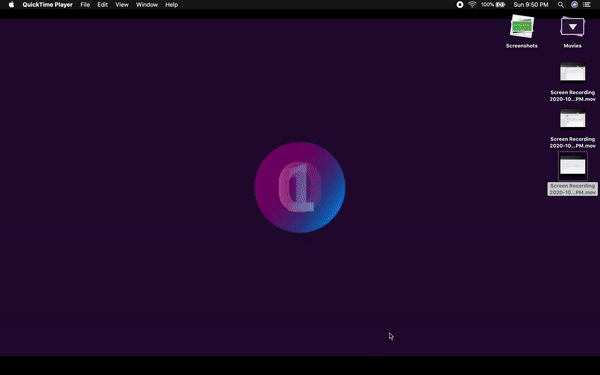 QuickTime Player File Edit View Window Help 100% Sun 9:50 PM
Screenshots
Movies
Screen Recording
2020-10...PM.mov
Screen Recording
2020-10...PM.mov
Screen Recording
2020-10...PM.mov